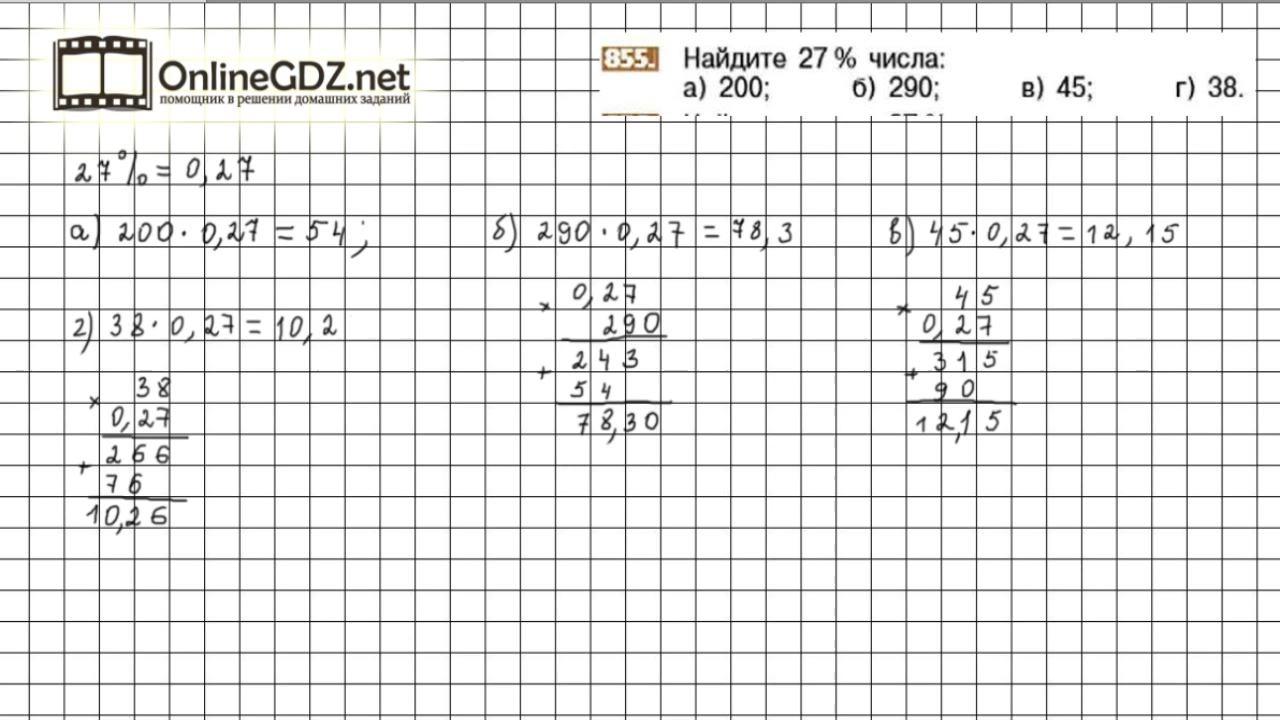 OnlineGDZ.net
помощник в решении домашних заданий
855. Найдите 27 % числа:
а) 200; б) 290; в) 45; г) 38.
27% = 0,27
а) 200 · 0,27 = 54;
б) 290 · 0,27 = 78,3
0,27
×
290
243
+
54
78,30
в) 45 · 0,27 = 12,15
45
×
0,27
315
+
90
12,15
г) 38 · 0,27 = 10,2
38
×
0,27
266
+
76
10,26